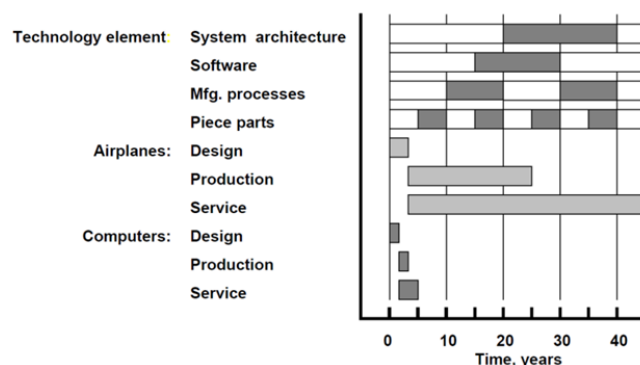 Technology element: System architecture
Software
Mfg. processes
Piece parts
Airplanes: Design
Production
Service
Computers: Design
Production
Service
0 10 20 30 40
Time, years